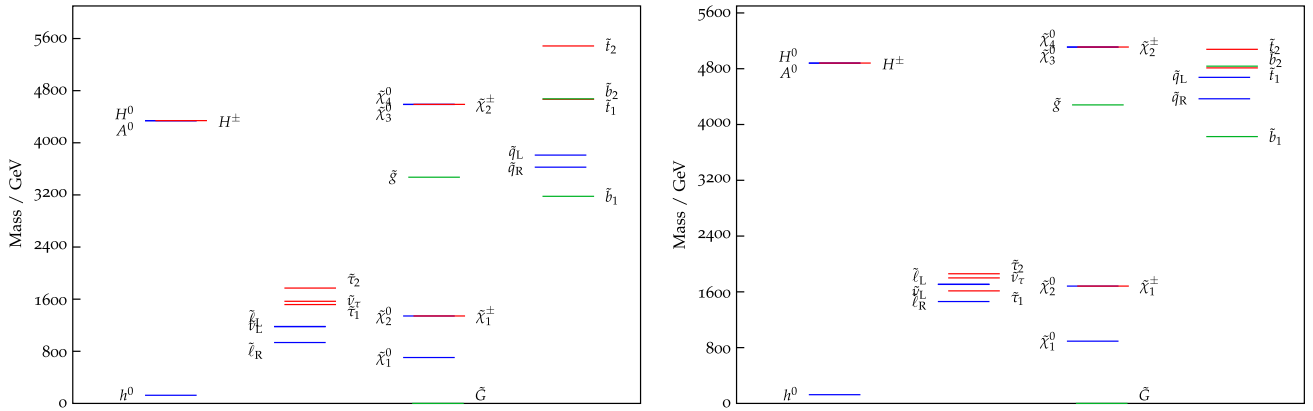 Mass / GeV
5600
4800
4000
3200
2400
1600
800
0
H⁰
A⁰
H±
h⁰
ℓ̃L
ν̃L
ℓ̃R
τ̃2
ν̃τ
τ̃1
χ̃⁰4
χ̃⁰3
χ̃±2
g̃
χ̃⁰2
χ̃±1
χ̃⁰1
G̃
t̃2
b̃2
t̃1
q̃L
q̃R
b̃1
Mass / GeV
5600
4800
4000
3200
2400
1600
800
0
H⁰
A⁰
H±
h⁰
ℓ̃L
ν̃L
ℓ̃R
τ̃2
ν̃τ
τ̃1
χ̃⁰4
χ̃⁰3
χ̃±2
g̃
χ̃⁰2
χ̃±1
χ̃⁰1
G̃
t̃2
b̃2
t̃1
q̃L
q̃R
b̃1